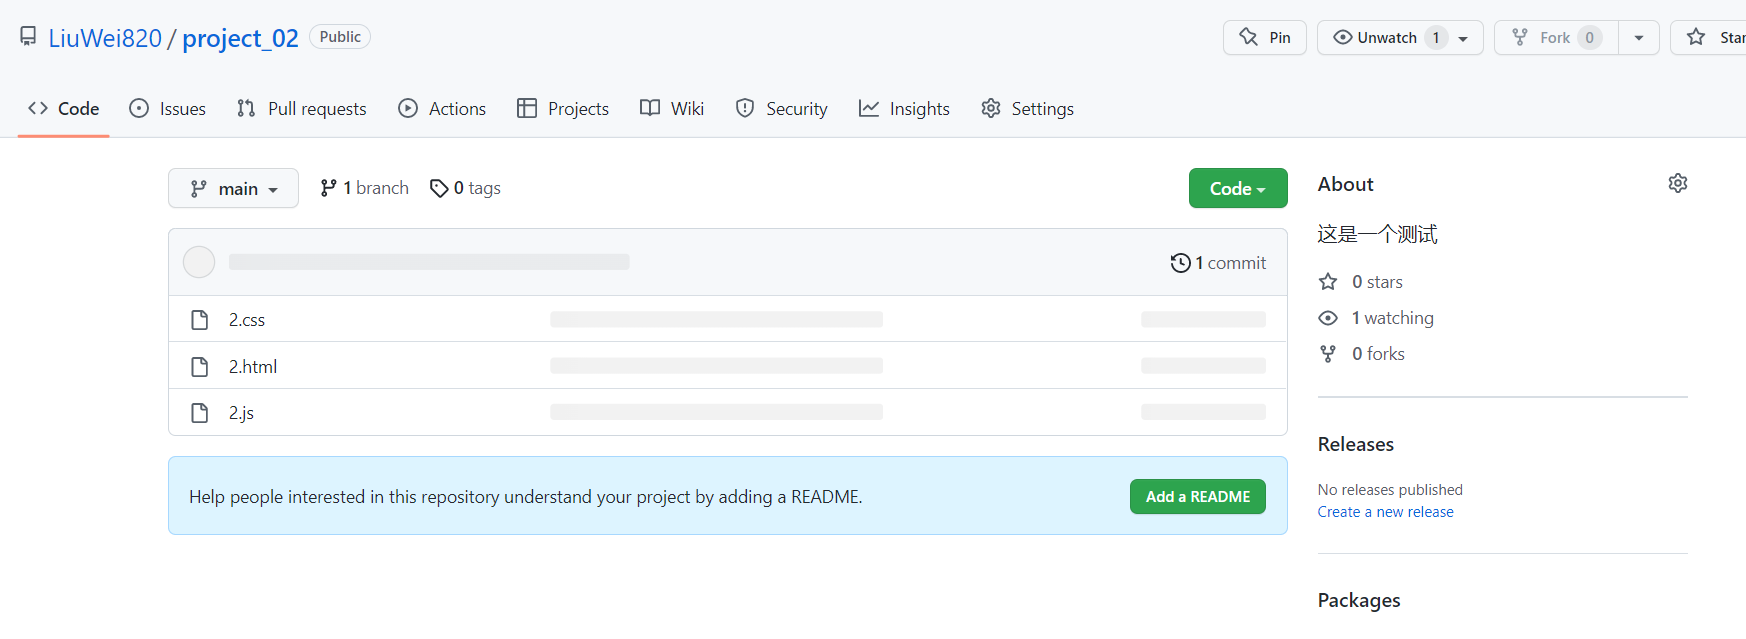 LiuWei820 / project_02 Public
Pin Unwatch 1 Fork 0 Star
Code Issues Pull requests Actions Projects Wiki Security Insights Settings
main 1 branch 0 tags Code
1 commit
2.css
2.html
2.js
Help people interested in this repository understand your project by adding a README. Add a README
About
这是一个测试
0 stars
1 watching
0 forks
Releases
No releases published
Create a new release
Packages